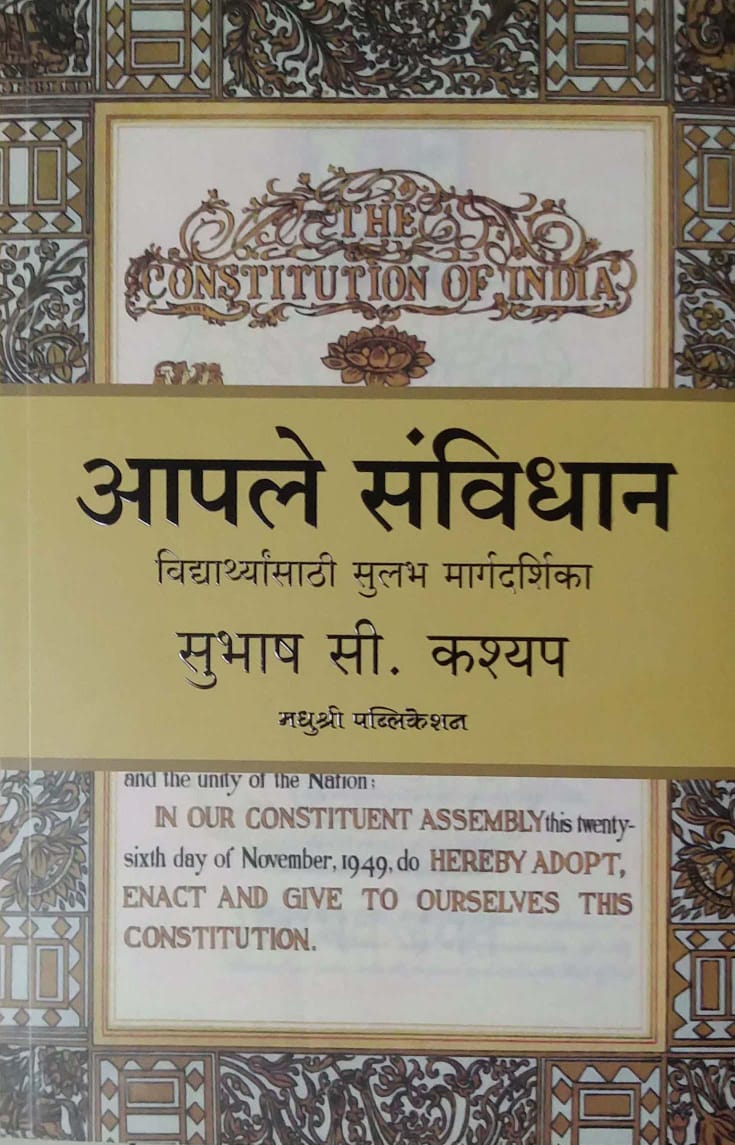 THE
CONSTITUTION OF INDIA
आपले संविधान
विद्यार्थ्यांसाठी सुलभ मार्गदर्शिका
सुभाष सी. कश्यप
मधुश्री पब्लिकेशन
and the unity of the Nation;
IN OUR CONSTITUENT ASSEMBLY this twenty-
sixth day of November, 1949, do HEREBY ADOPT,
ENACT AND GIVE TO OURSELVES THIS
CONSTITUTION.